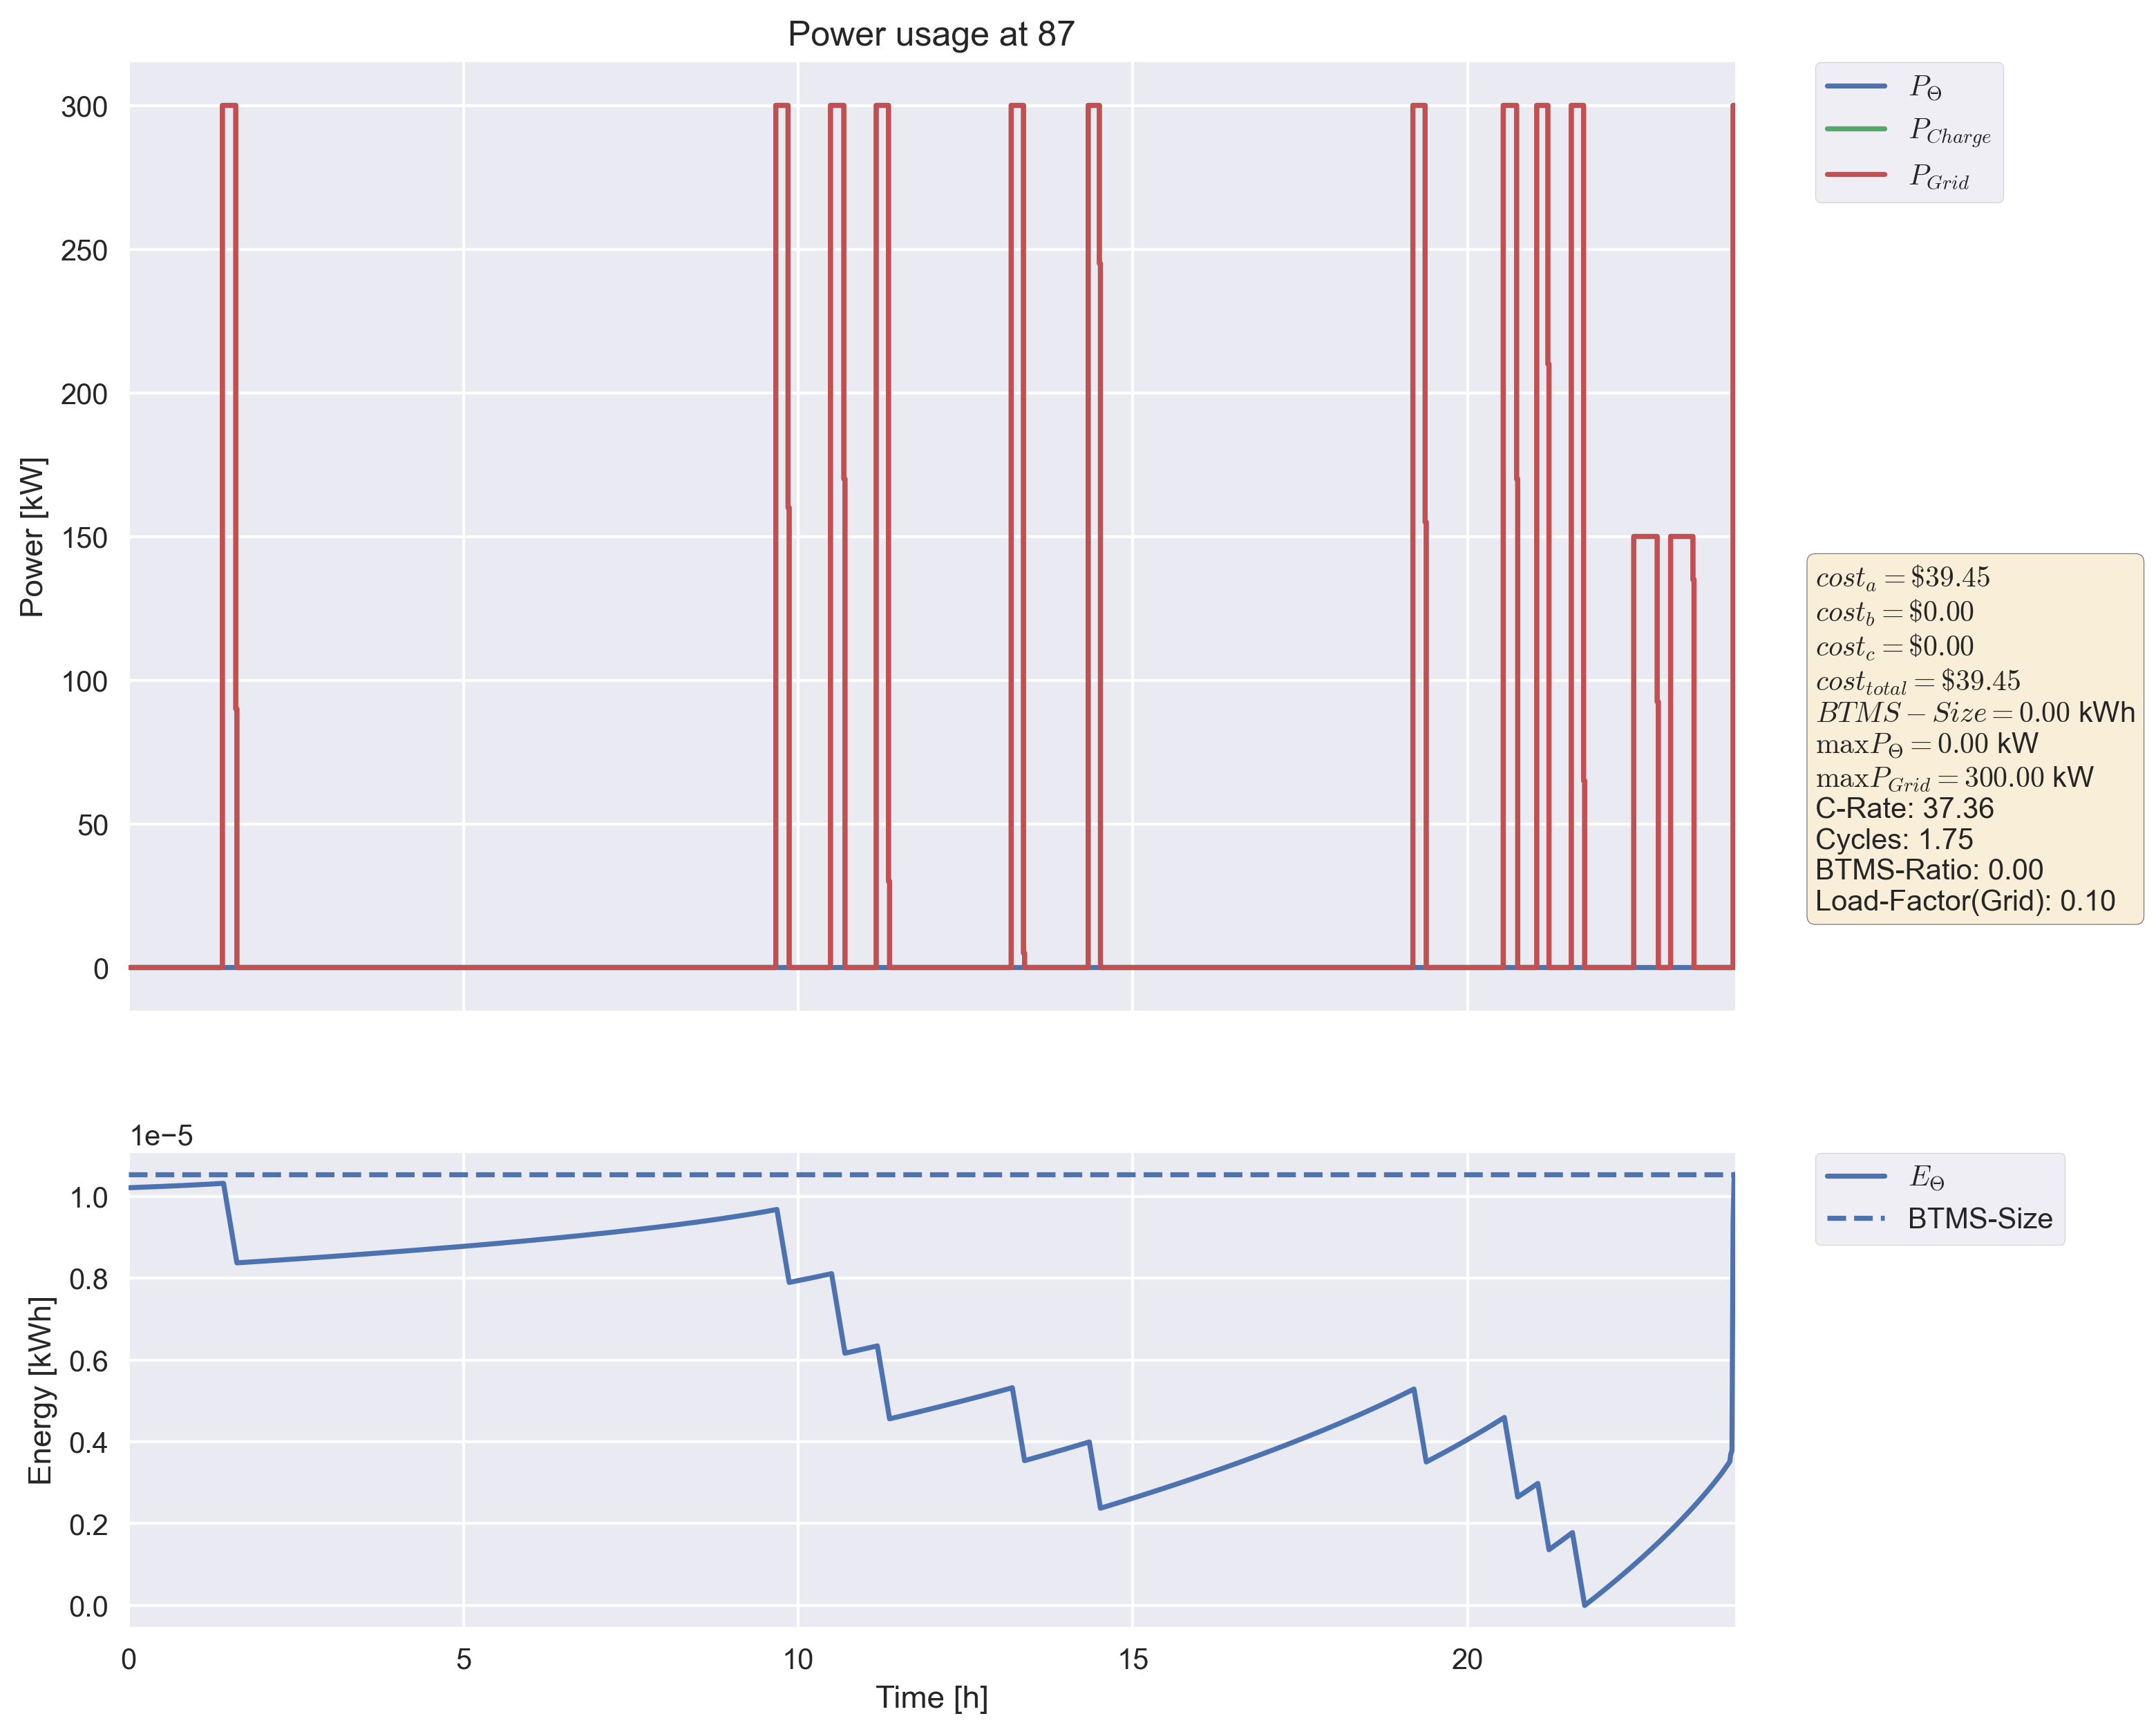 Power usage at 87
300
250
200
150
100
50
0
Power [kW]
P_Θ
P_Charge
P_Grid
cost_a = $39.45
cost_b = $0.00
cost_c = $0.00
cost_total = $39.45
BTMS − Size = 0.00 kWh
maxP_Θ = 0.00 kW
maxP_Grid = 300.00 kW
C-Rate: 37.36
Cycles: 1.75
BTMS-Ratio: 0.00
Load-Factor(Grid): 0.10
1e−5
1.0
0.8
0.6
0.4
0.2
0.0
Energy [kWh]
E_Θ
BTMS-Size
0 5 10 15 20
Time [h]